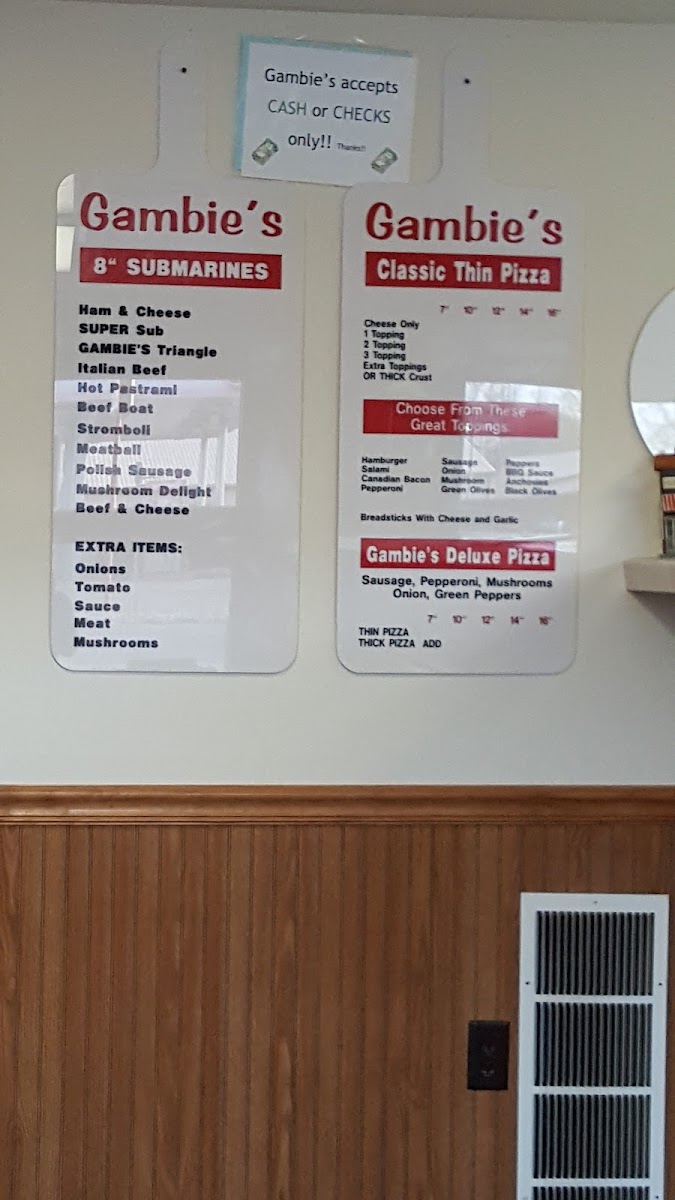 Gambie's accepts
CASH or CHECKS
only!! Thanks!!
Gambie's
8" SUBMARINES
Ham & Cheese
SUPER Sub
GAMBIE'S Triangle
Italian Beef
Hot Pastrami
Beef Boat
Stromboli
Meatball
Polish Sausage
Mushroom Delight
Beef & Cheese
EXTRA ITEMS:
Onions
Tomato
Sauce
Meat
Mushrooms
Gambie's
Classic Thin Pizza
7" 10" 12" 14" 16"
Cheese Only
1 Topping
2 Topping
3 Topping
Extra Toppings
OR THICK Crust
Choose From These
Great Toppings
Hamburger Sausage Peppers
Salami Onion BBQ Sauce
Canadian Bacon Mushroom Anchovies
Pepperoni Green Olives Black Olives
Breadsticks With Cheese and Garlic
Gambie's Deluxe Pizza
Sausage, Pepperoni, Mushrooms
Onion, Green Peppers
7" 10" 12" 14" 16"
THIN PIZZA
THICK PIZZA ADD